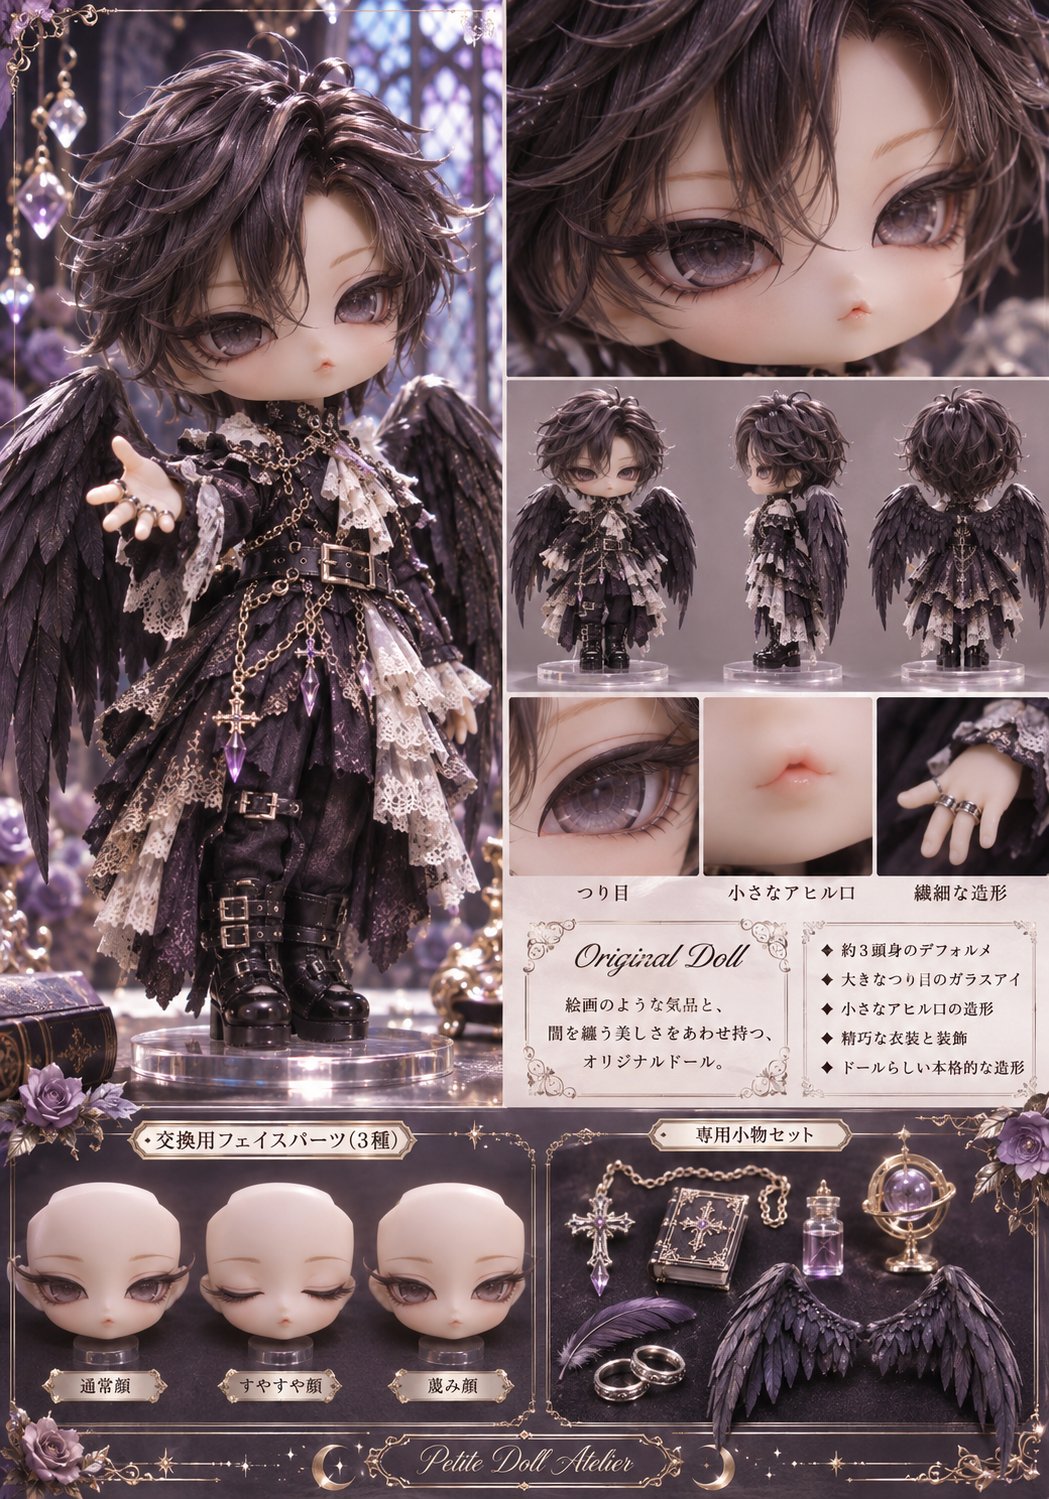 つり目
小さなアヒル口
繊細な造形
Original Doll
絵画のような気品と、
闇を纏う美しさをあわせ持つ、
オリジナルドール。
◆ 約3頭身のデフォルメ
◆ 大きなつり目のガラスアイ
◆ 小さなアヒル口の造形
◆ 精巧な衣装と装飾
◆ ドールらしい本格的な造形
交換用フェイスパーツ(3種)
通常顔
すやすや顔
蔑み顔
専用小物セット
Petite Doll Atelier